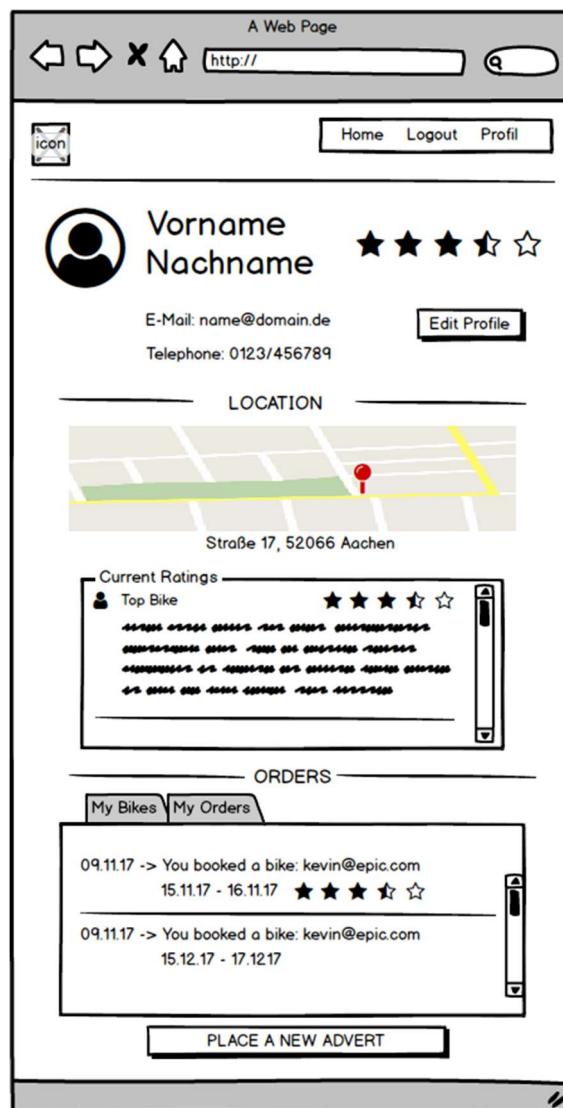 A Web Page
http://
icon
Home Logout Profil
Vorname
Nachname
E-Mail: name@domain.de
Edit Profile
Telephone: 0123/456789
LOCATION
Straße 17, 52066 Aachen
Current Ratings
Top Bike
ORDERS
My Bikes My Orders
09.11.17 -> You booked a bike: kevin@epic.com
15.11.17 - 16.11.17
09.11.17 -> You booked a bike: kevin@epic.com
15.12.17 - 17.1217
PLACE A NEW ADVERT